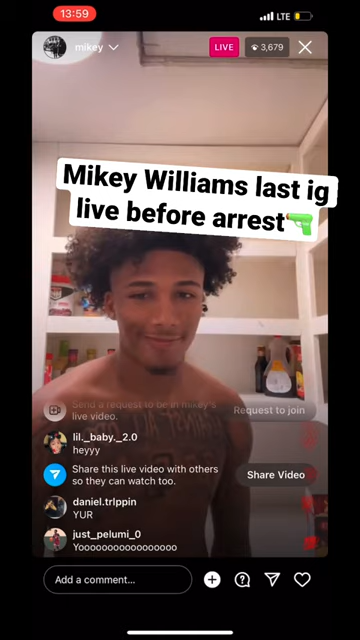 13:59
LTE
mikey
LIVE
3,679
Mikey Williams last ig
live before arrest
Send a request to be in mikey's
live video.
Request to join
lil._baby._2.0
heyyy
Share this live video with others
so they can watch too.
Share Video
daniel.trlppin
YUR
just_pelumi_0
Yooooooooooooooooo
Add a comment...